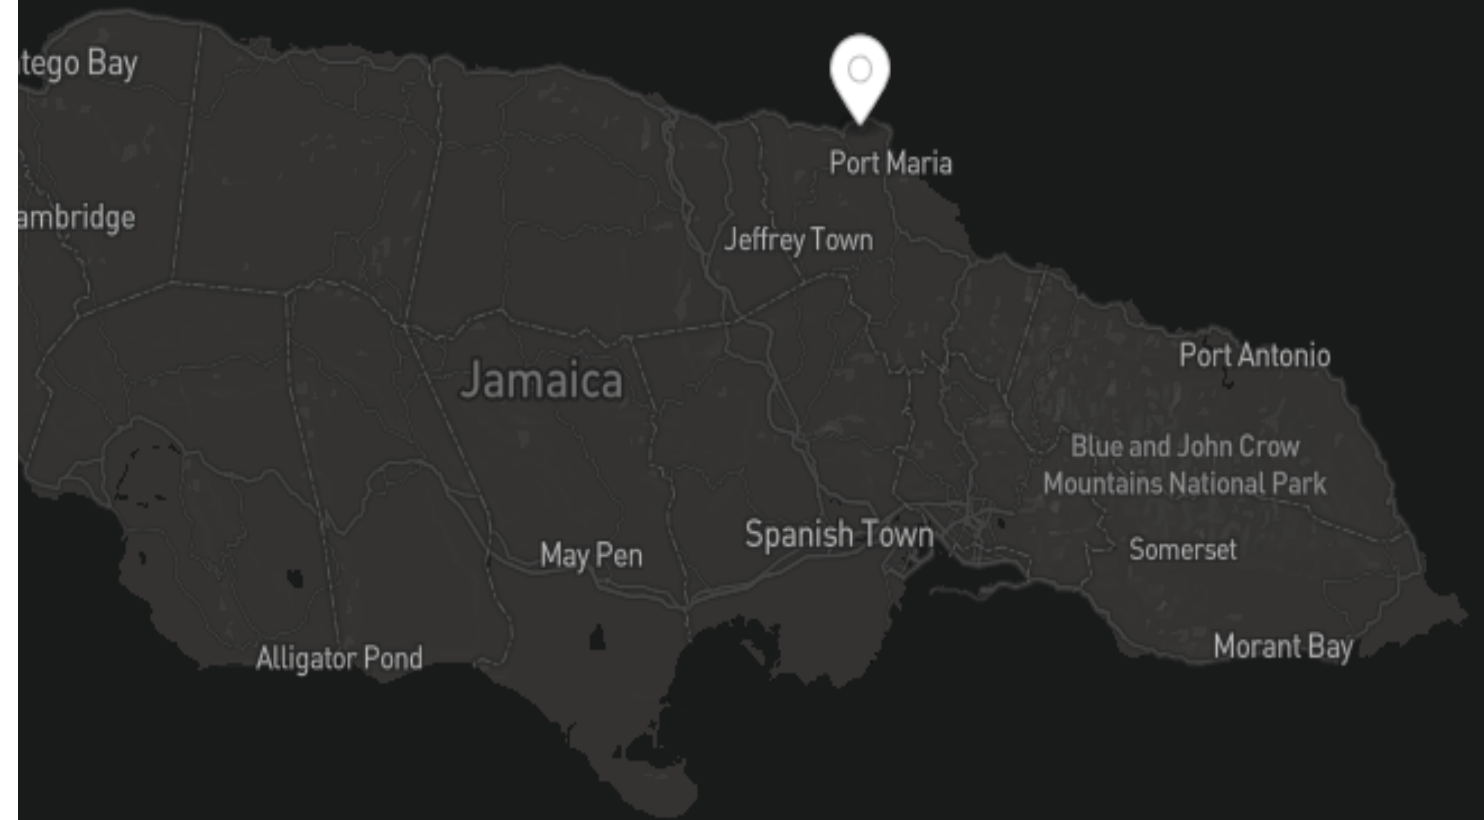 tego Bay
Port Maria
ambridge
Jeffrey Town
Port Antonio
Jamaica
Blue and John Crow
Mountains National Park
Spanish Town
Somerset
May Pen
Morant Bay
Alligator Pond